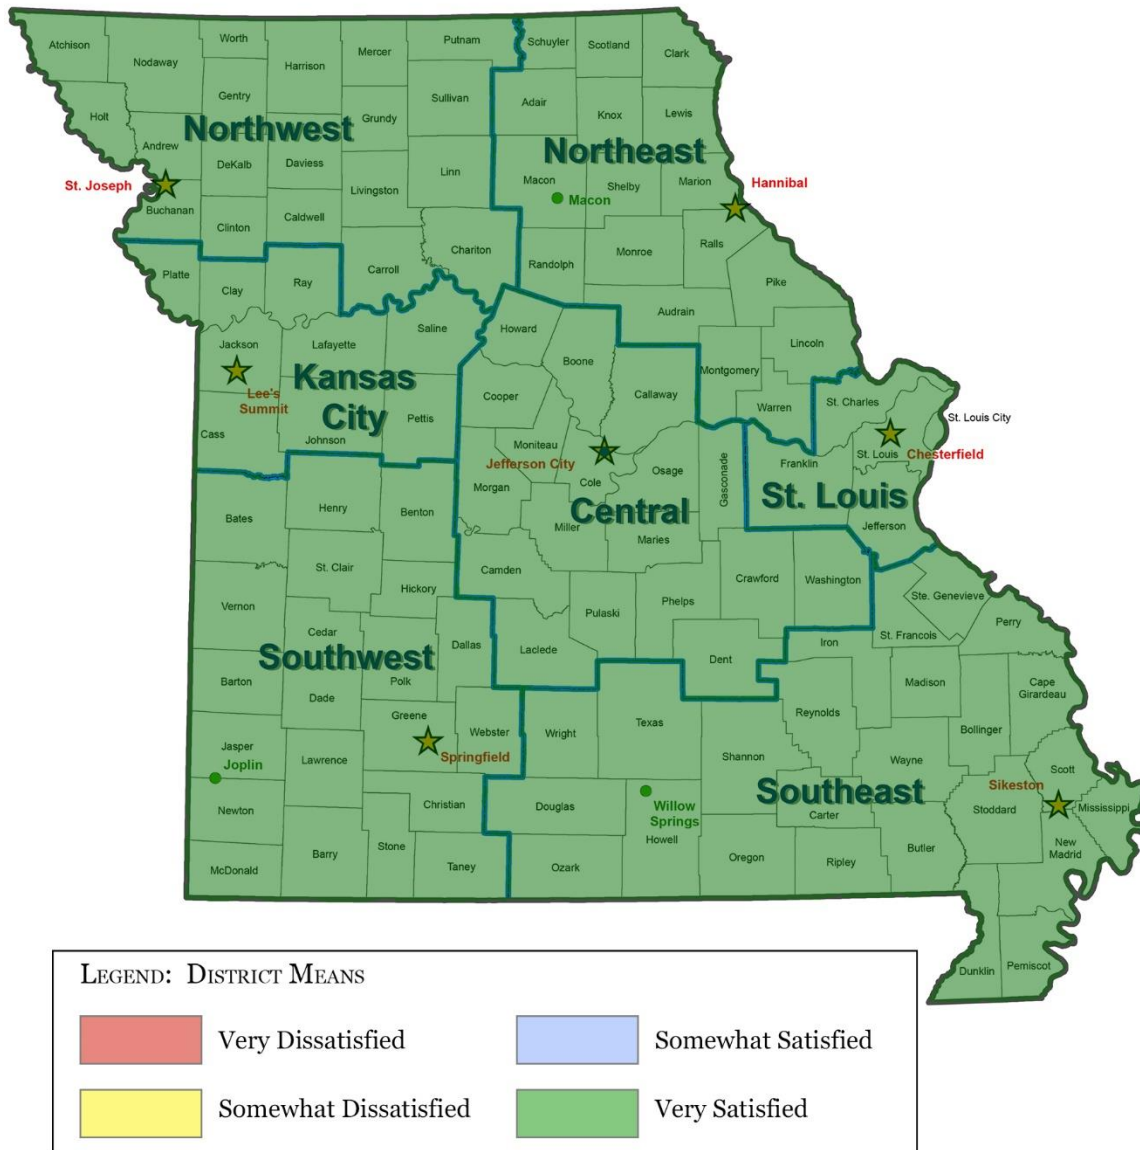 Atchison
Nodaway
Worth
Harrison
Mercer
Putnam
Schuyler
Scotland
Clark
Holt
Gentry
Sullivan
Adair
Knox
Lewis
Grundy
Northwest
Andrew
DeKalb
Daviess
Linn
Northeast
Macon
Shelby
Marion
Hannibal
St. Joseph
Livingston
Macon
Buchanan
Clinton
Caldwell
Chariton
Monroe
Ralls
Platte
Clay
Ray
Carroll
Randolph
Pike
Saline
Audrain
Howard
Boone
Jackson
Lafayette
Lincoln
Kansas
City
Montgomery
Lee's
Summit
Cooper
Callaway
Warren
St. Charles
St. Louis City
Cass
Johnson
Pettis
Moniteau
Jefferson City
Cole
Osage
Gasconade
Franklin
St. Louis
Chesterfield
Morgan
St. Louis
Bates
Henry
Benton
Central
Miller
Maries
Jefferson
St. Clair
Hickory
Camden
Crawford
Washington
Vernon
Pulaski
Phelps
Ste. Genevieve
Cedar
Dallas
Southwest
Laclede
Dent
Iron
St. Francois
Perry
Barton
Dade
Polk
Madison
Cape
Girardeau
Greene
Webster
Wright
Texas
Reynolds
Bollinger
Jasper
Joplin
Lawrence
Springfield
Shannon
Wayne
Scott
Newton
Christian
Douglas
Willow
Springs
Howell
Southeast
Carter
Sikeston
Stoddard
Mississippi
McDonald
Barry
Stone
Taney
Ozark
Oregon
Ripley
Butler
New
Madrid
Dunklin
Pemiscot
LEGEND: DISTRICT MEANS
Very Dissatisfied
Somewhat Satisfied
Somewhat Dissatisfied
Very Satisfied